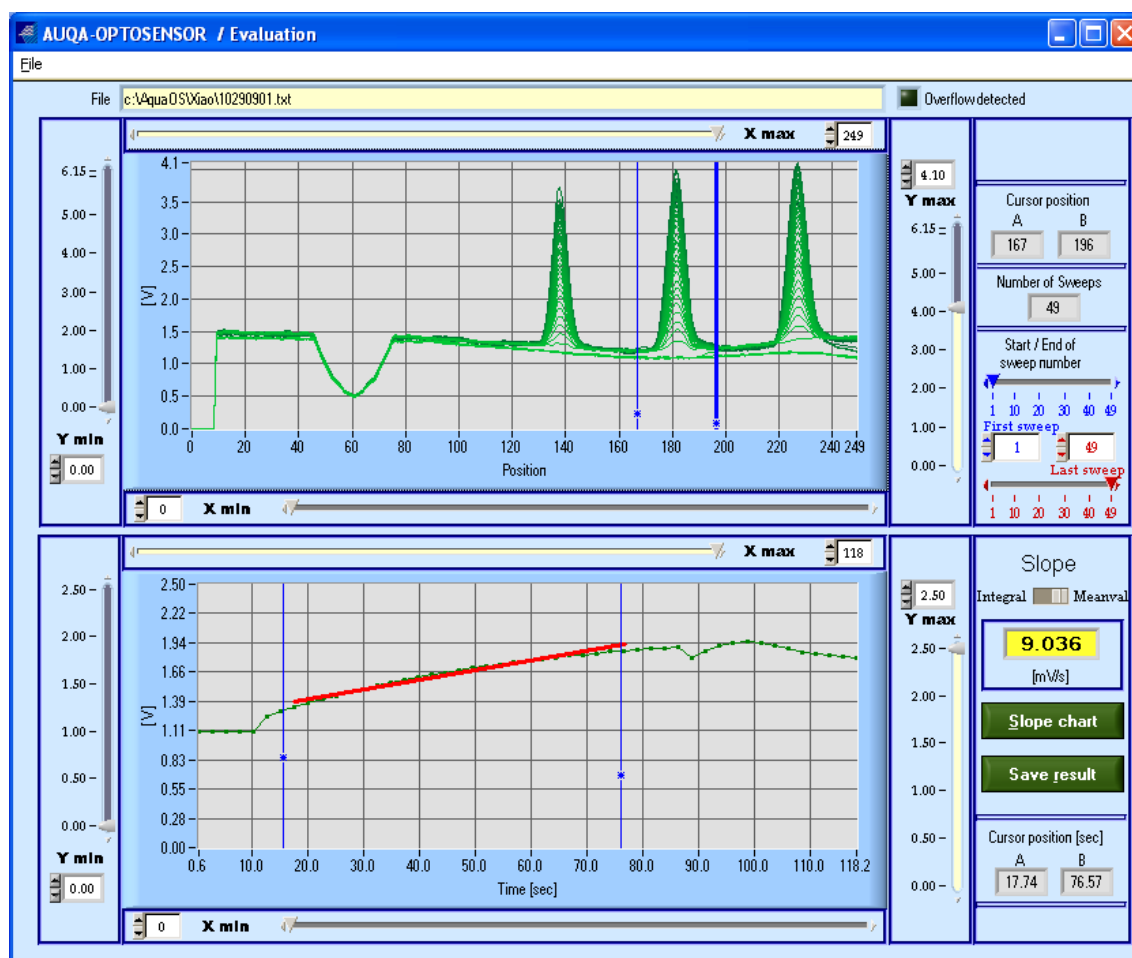 AUQA-OPTOSENSOR / Evaluation
File
File c:\AquaOS\Xiao\10290901.txt Overflow detected
X max 249
6.15
5.00
4.00
3.00
2.00
1.00
0.00
Y min
0.00
4.1
3.5
3.0
2.5
2.0
1.5
1.0
0.5
0.0
[V]
0 20 40 60 80 100 120 140 160 180 200 220 240 249
Position
0 X min
4.10
Y max
6.15
5.00
4.00
3.00
2.00
1.00
0.00
Cursor position
A B
167 196
Number of Sweeps
49
Start / End of
sweep number
1 10 20 30 40 49
First sweep
1 49
Last sweep
1 10 20 30 40 49
X max 118
2.50
2.00
1.50
1.00
0.50
0.00
Y min
0.00
2.50
2.22
1.94
1.66
1.39
1.11
0.83
0.55
0.28
0.00
[V]
0.6 10.0 20.0 30.0 40.0 50.0 60.0 70.0 80.0 90.0 100.0 110.0 118.2
Time [sec]
0 X min
2.50
Y max
2.50
2.00
1.50
1.00
0.50
0.00
Slope
Integral Meanval
9.036
[mV/s]
Slope chart
Save result
Cursor position [sec]
A B
17.74 76.57